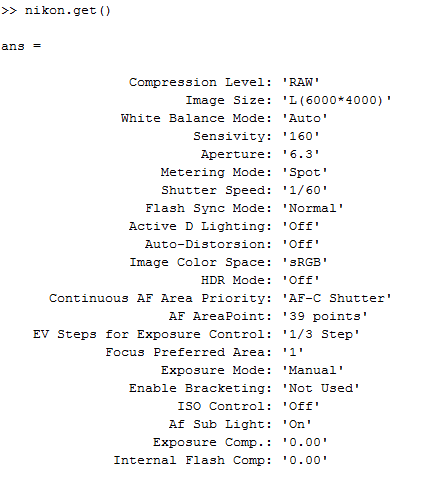 >> nikon.get()
ans =
Compression Level: 'RAW'
Image Size: 'L(6000*4000)'
White Balance Mode: 'Auto'
Sensivity: '160'
Aperture: '6.3'
Metering Mode: 'Spot'
Shutter Speed: '1/60'
Flash Sync Mode: 'Normal'
Active D Lighting: 'Off'
Auto-Distorsion: 'Off'
Image Color Space: 'sRGB'
HDR Mode: 'Off'
Continuous AF Area Priority: 'AF-C Shutter'
AF AreaPoint: '39 points'
EV Steps for Exposure Control: '1/3 Step'
Focus Preferred Area: '1'
Exposure Mode: 'Manual'
Enable Bracketing: 'Not Used'
ISO Control: 'Off'
Af Sub Light: 'On'
Exposure Comp.: '0.00'
Internal Flash Comp: '0.00'